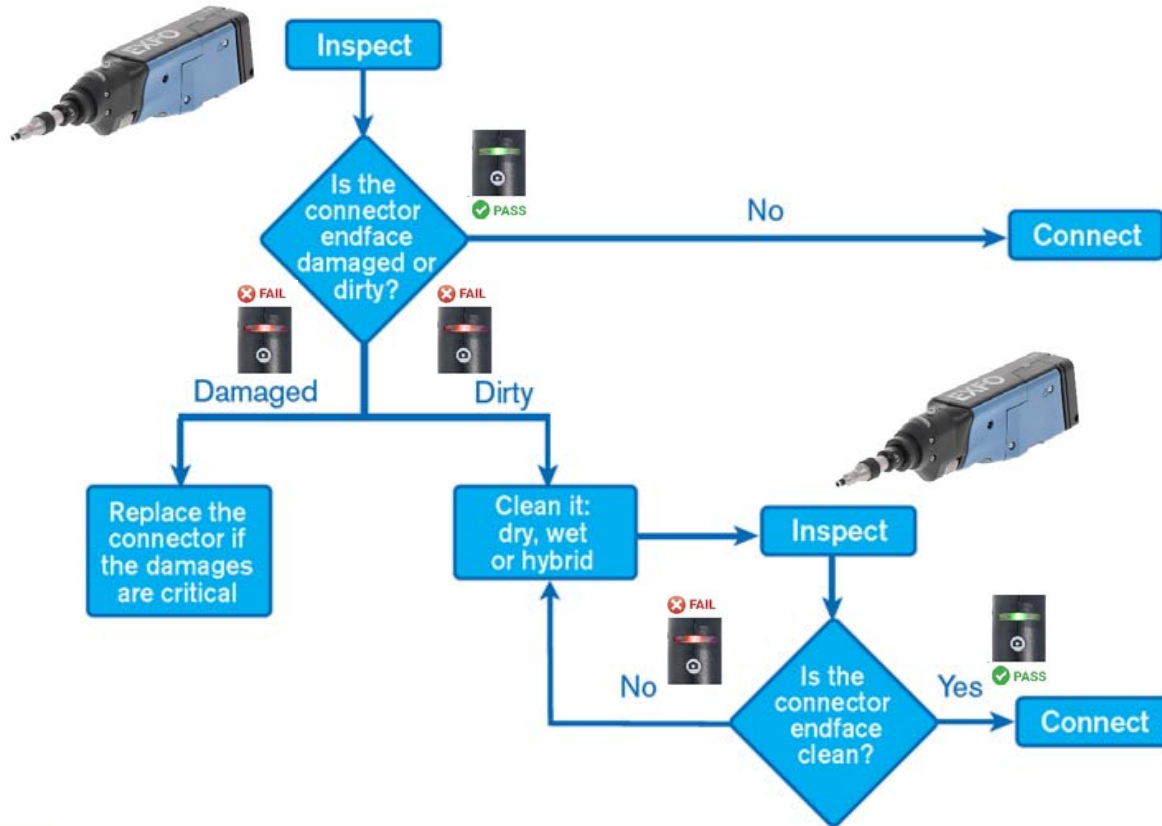 EXFO
Inspect
Is the
connector
endface
damaged or
dirty?
PASS
No
Connect
FAIL
FAIL
Damaged
Dirty
Replace the
connector if
the damages
are critical
Clean it:
dry, wet
or hybrid
EXFO
Inspect
FAIL
No
Is the
connector
endface
clean?
Yes
PASS
Connect